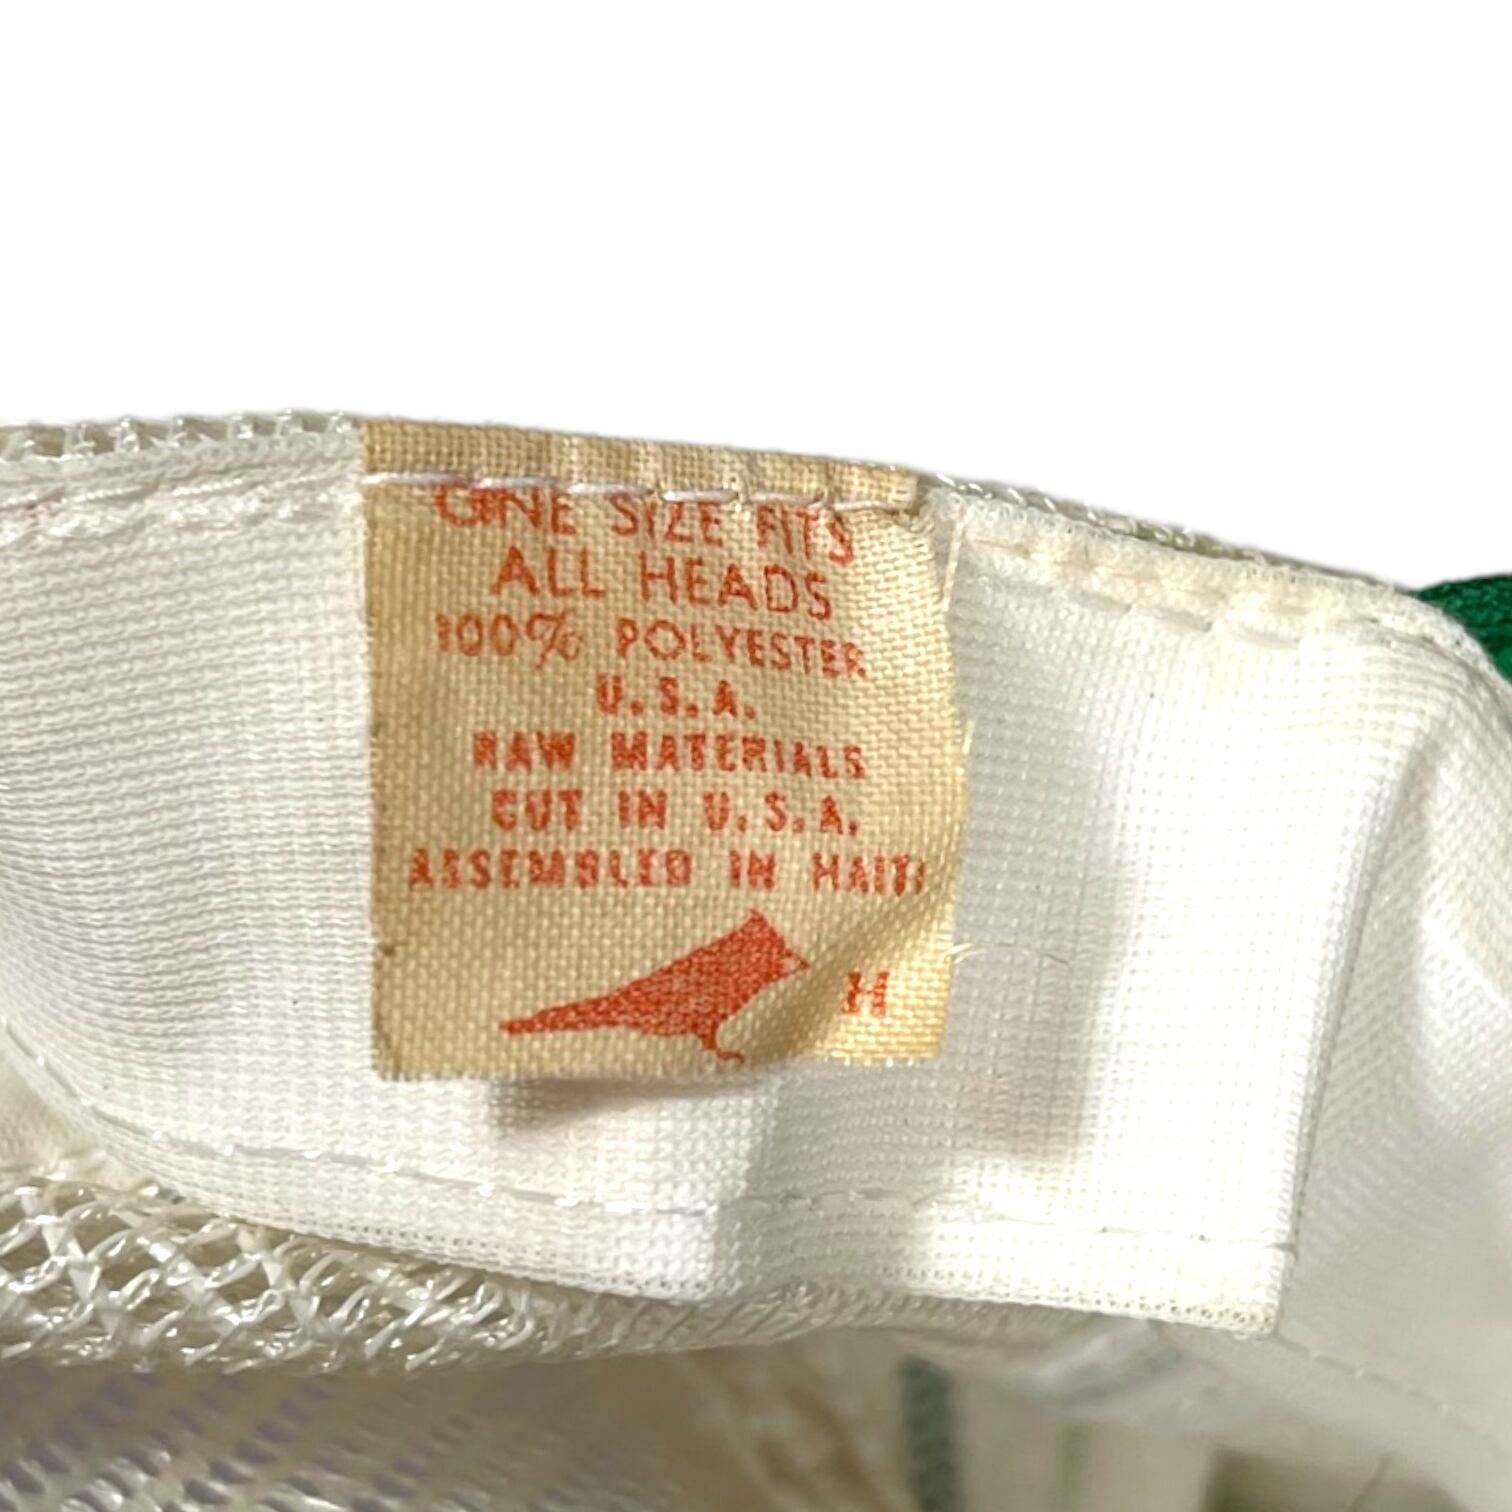 ONE SIZE FITS
ALL HEADS
100% POLYESTER
U.S.A.
RAW MATERIALS
CUT IN U.S.A.
ASSEMBLED IN HAITI
H